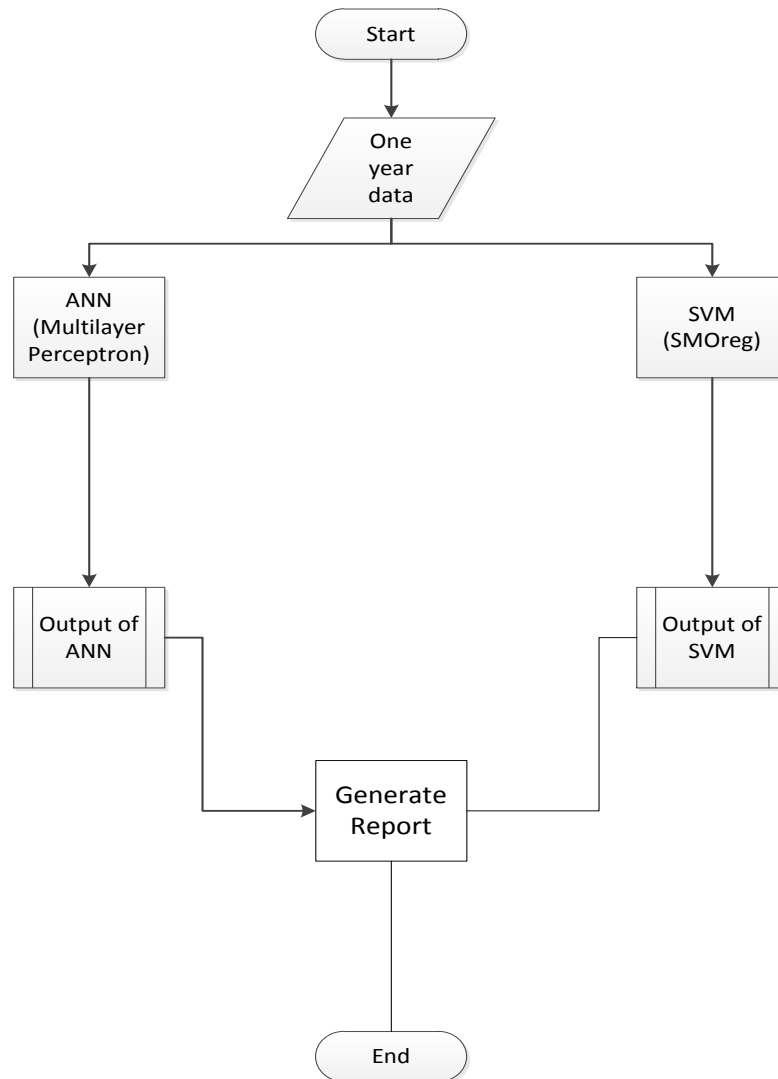 Start
One
year
data
ANN
(Multilayer
Perceptron)
SVM
(SMOreg)
Output of
ANN
Output of
SVM
Generate
Report
End